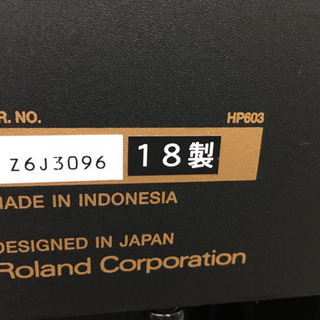 R. NO. HP603
Z6J3096 18製
MADE IN INDONESIA
DESIGNED IN JAPAN
Roland Corporation